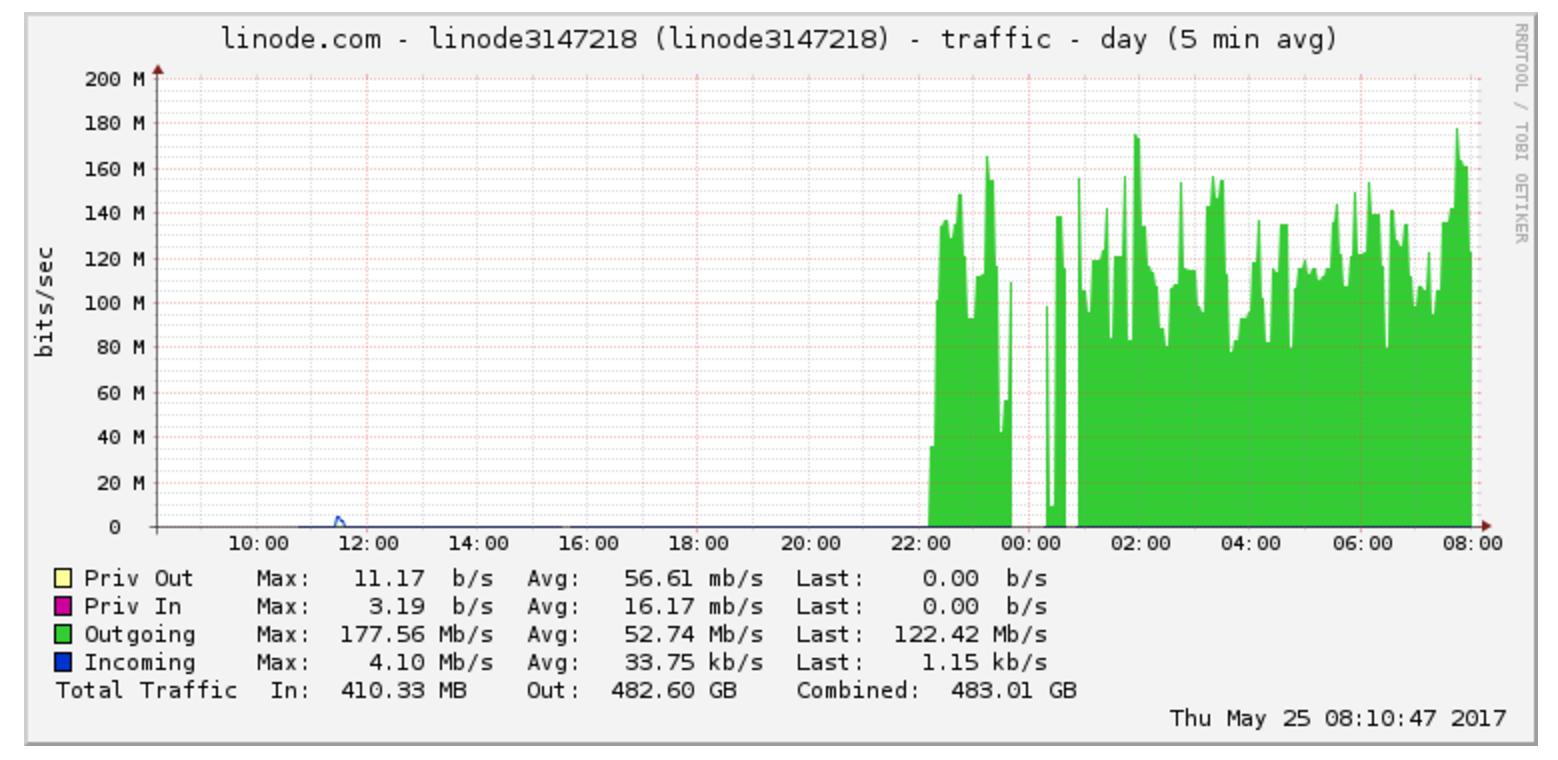 linode.com - linode3147218 (linode3147218) - traffic - day (5 min avg)
RRDTOOL / TOBI OETIKER
bits/sec
200 M
180 M
160 M
140 M
120 M
100 M
80 M
60 M
40 M
20 M
0
10:00 12:00 14:00 16:00 18:00 20:00 22:00 00:00 02:00 04:00 06:00 08:00
Priv Out Max: 11.17 b/s Avg: 56.61 mb/s Last: 0.00 b/s
Priv In Max: 3.19 b/s Avg: 16.17 mb/s Last: 0.00 b/s
Outgoing Max: 177.56 Mb/s Avg: 52.74 Mb/s Last: 122.42 Mb/s
Incoming Max: 4.10 Mb/s Avg: 33.75 kb/s Last: 1.15 kb/s
Total Traffic In: 410.33 MB Out: 482.60 GB Combined: 483.01 GB
Thu May 25 08:10:47 2017